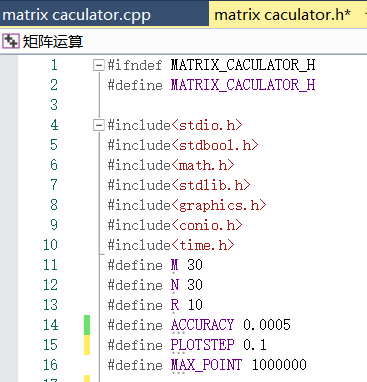 matrix caculator.cpp
matrix caculator.h*
矩阵运算
1 #ifndef MATRIX_CACULATOR_H
2 #define MATRIX_CACULATOR_H
3
4 #include<stdio.h>
5 #include<stdbool.h>
6 #include<math.h>
7 #include<stdlib.h>
8 #include<graphics.h>
9 #include<conio.h>
10 #include<time.h>
11 #define M 30
12 #define N 30
13 #define R 10
14 #define ACCURACY 0.0005
15 #define PLOTSTEP 0.1
16 #define MAX_POINT 1000000
17